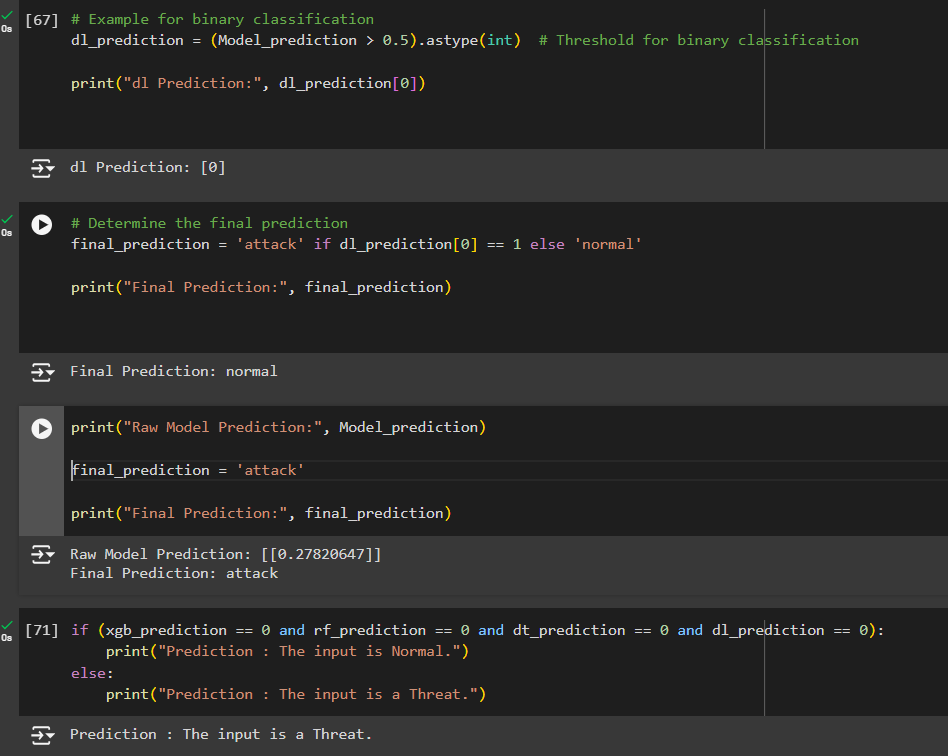 [67] # Example for binary classification
0s
dl_prediction = (Model_prediction > 0.5).astype(int)  # Threshold for binary classification
print("dl Prediction:", dl_prediction[0])
dl Prediction: [0]
# Determine the final prediction
0s
final_prediction = 'attack' if dl_prediction[0] == 1 else 'normal'
print("Final Prediction:", final_prediction)
Final Prediction: normal
print("Raw Model Prediction:", Model_prediction)
final_prediction = 'attack'
print("Final Prediction:", final_prediction)
Raw Model Prediction: [[0.27820647]]
Final Prediction: attack
[71] if (xgb_prediction == 0 and rf_prediction == 0 and dt_prediction == 0 and dl_prediction == 0):
0s
print("Prediction : The input is Normal.")
else:
print("Prediction : The input is a Threat.")
Prediction : The input is a Threat.